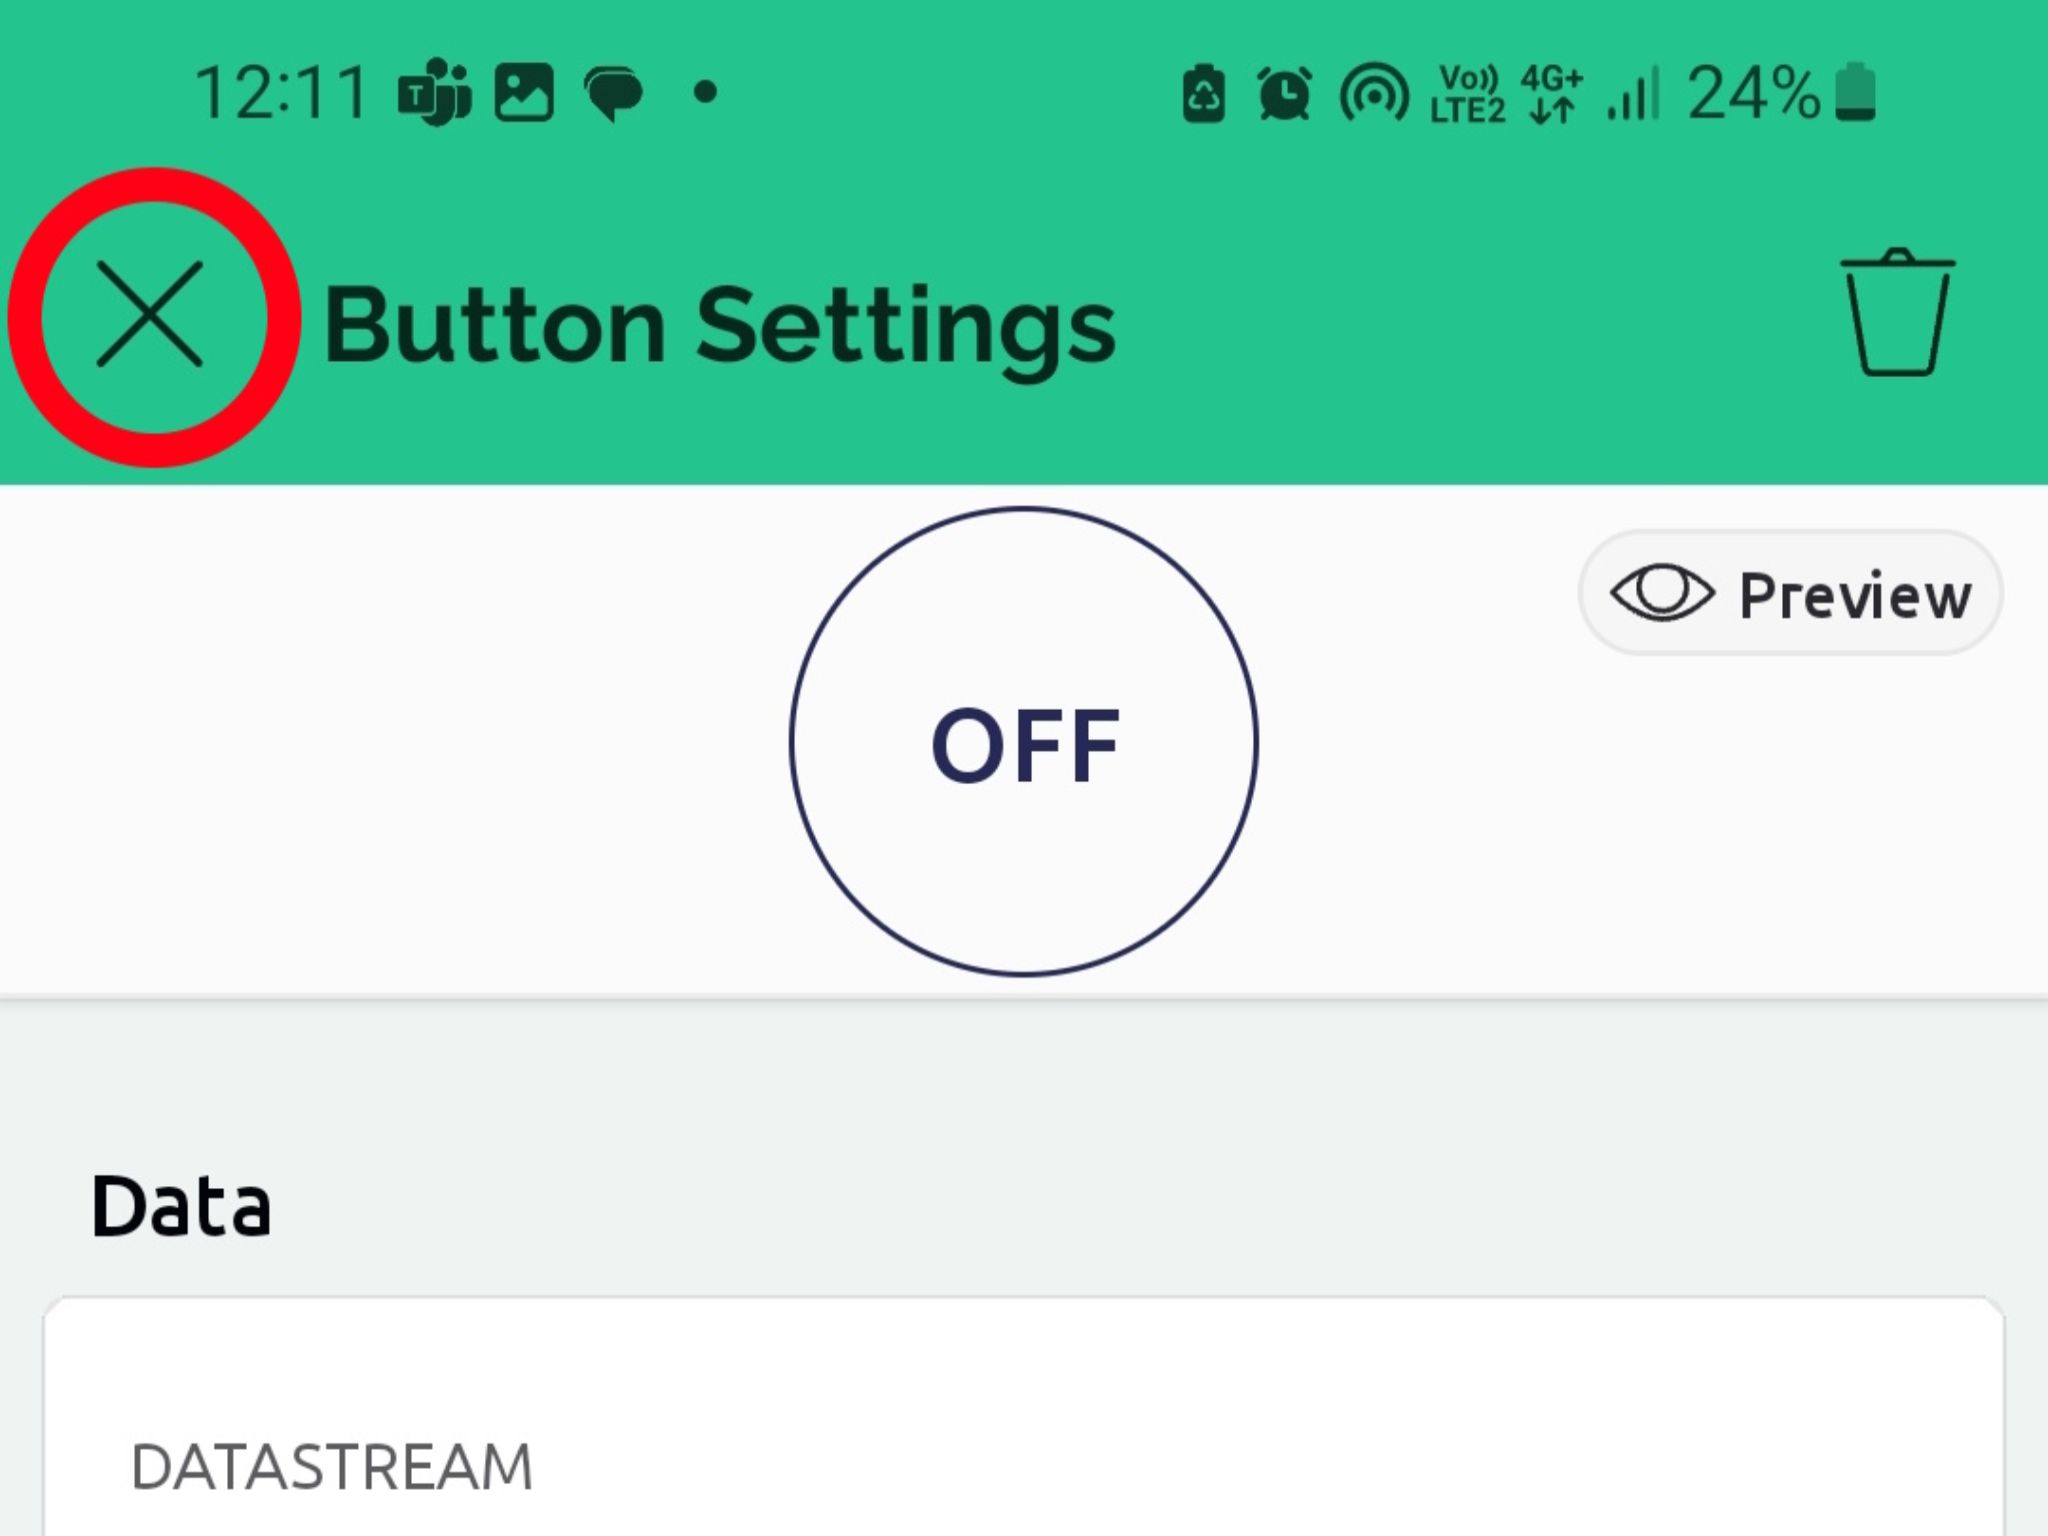 12:11 Vo)) LTE2 4G+ 24%
Button Settings
Preview
OFF
Data
DATASTREAM